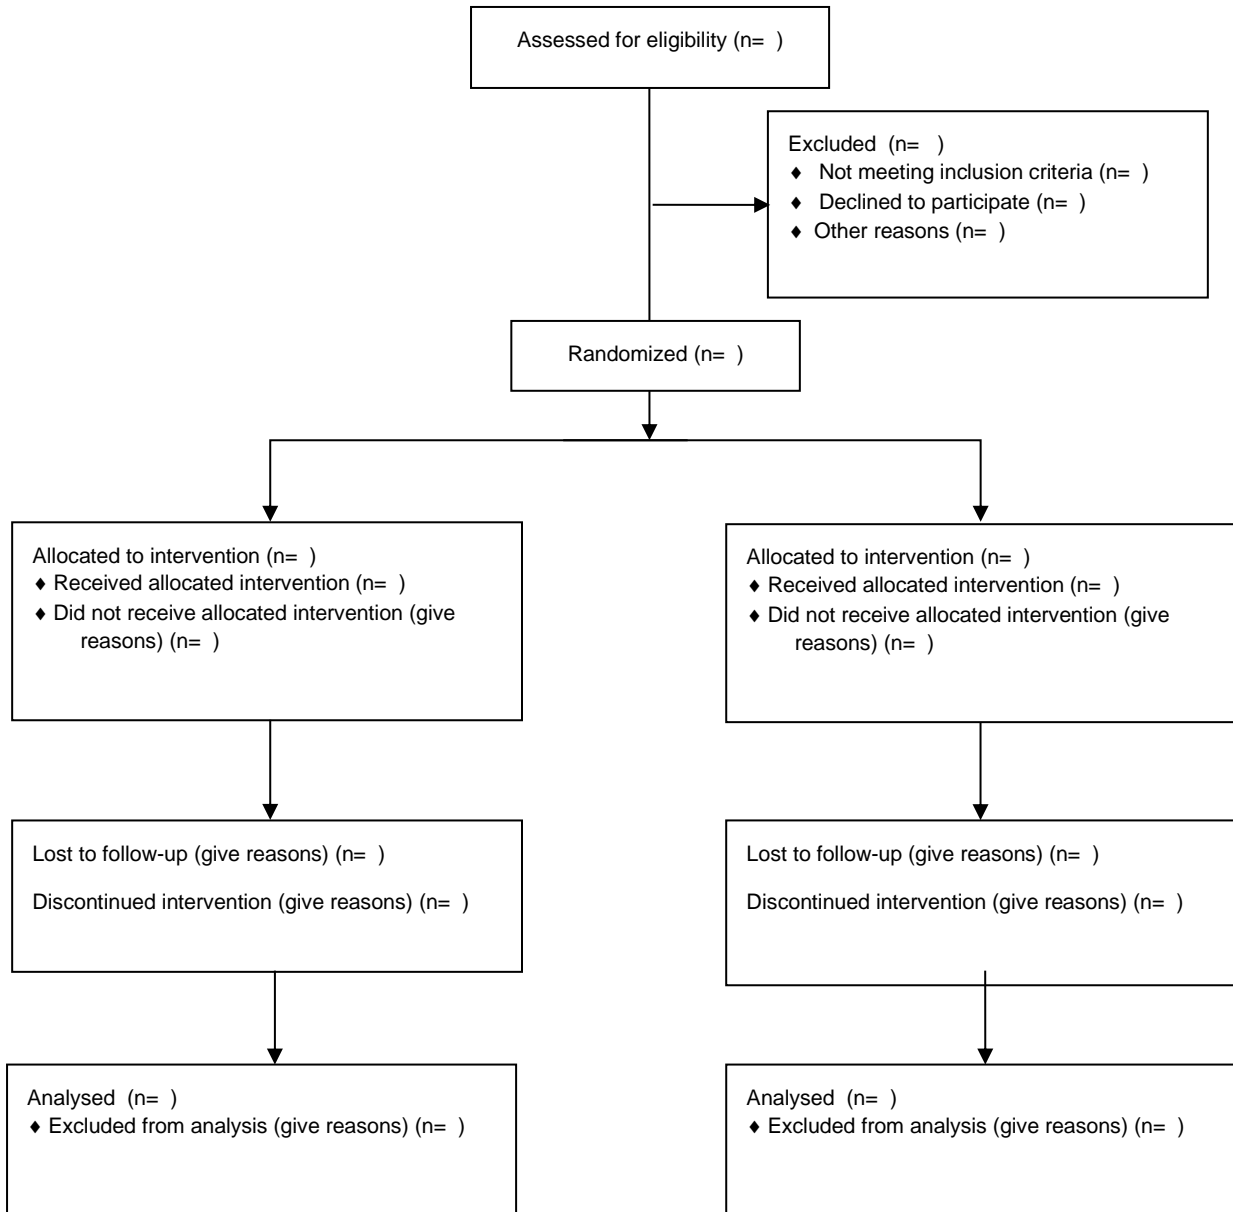 Assessed for eligibility (n=  )
Excluded  (n=   )
♦ Not meeting inclusion criteria (n=  )
♦ Declined to participate (n=  )
♦ Other reasons (n=  )
Randomized (n=  )
Allocated to intervention (n=  )
♦ Received allocated intervention (n=  )
♦ Did not receive allocated intervention (give
reasons) (n=  )
Allocated to intervention (n=  )
♦ Received allocated intervention (n=  )
♦ Did not receive allocated intervention (give
reasons) (n=  )
Lost to follow-up (give reasons) (n=  )
Discontinued intervention (give reasons) (n=  )
Lost to follow-up (give reasons) (n=  )
Discontinued intervention (give reasons) (n=  )
Analysed  (n=  )
♦ Excluded from analysis (give reasons) (n=  )
Analysed  (n=  )
♦ Excluded from analysis (give reasons) (n=  )